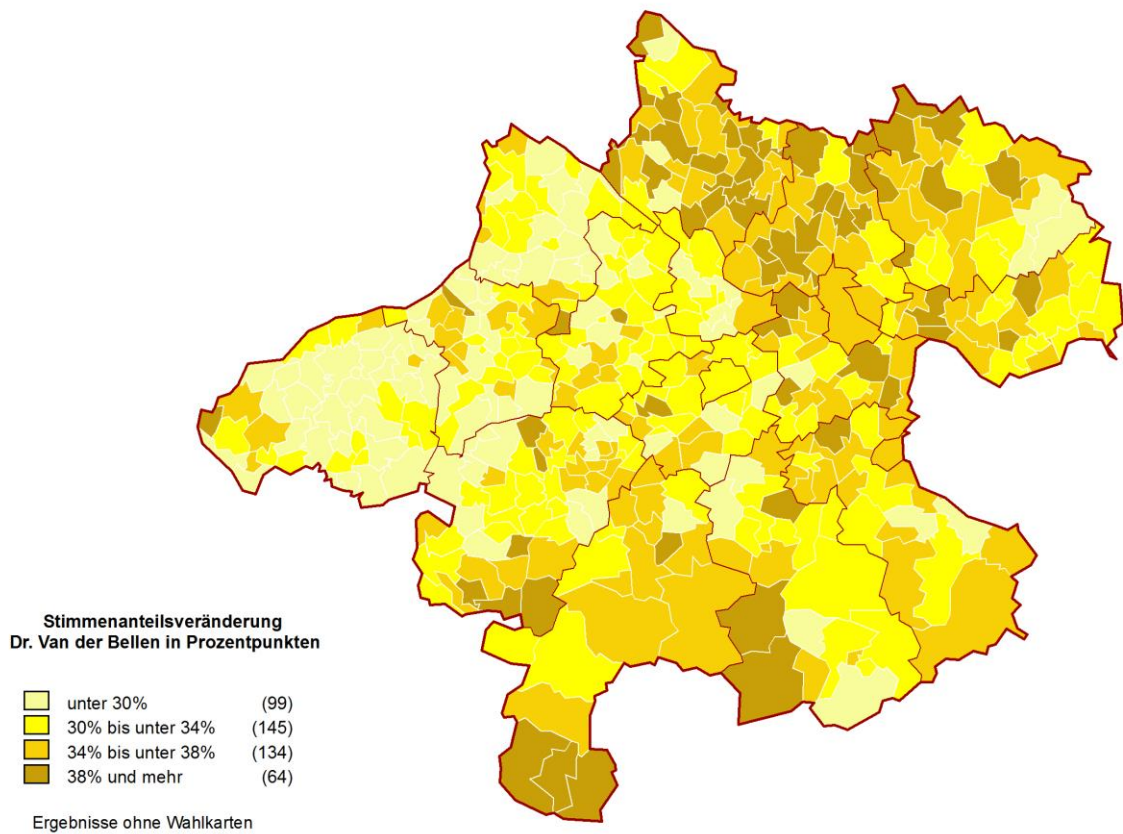 Stimmenanteilsveränderung
Dr. Van der Bellen in Prozentpunkten
unter 30% (99)
30% bis unter 34% (145)
34% bis unter 38% (134)
38% und mehr (64)
Ergebnisse ohne Wahlkarten